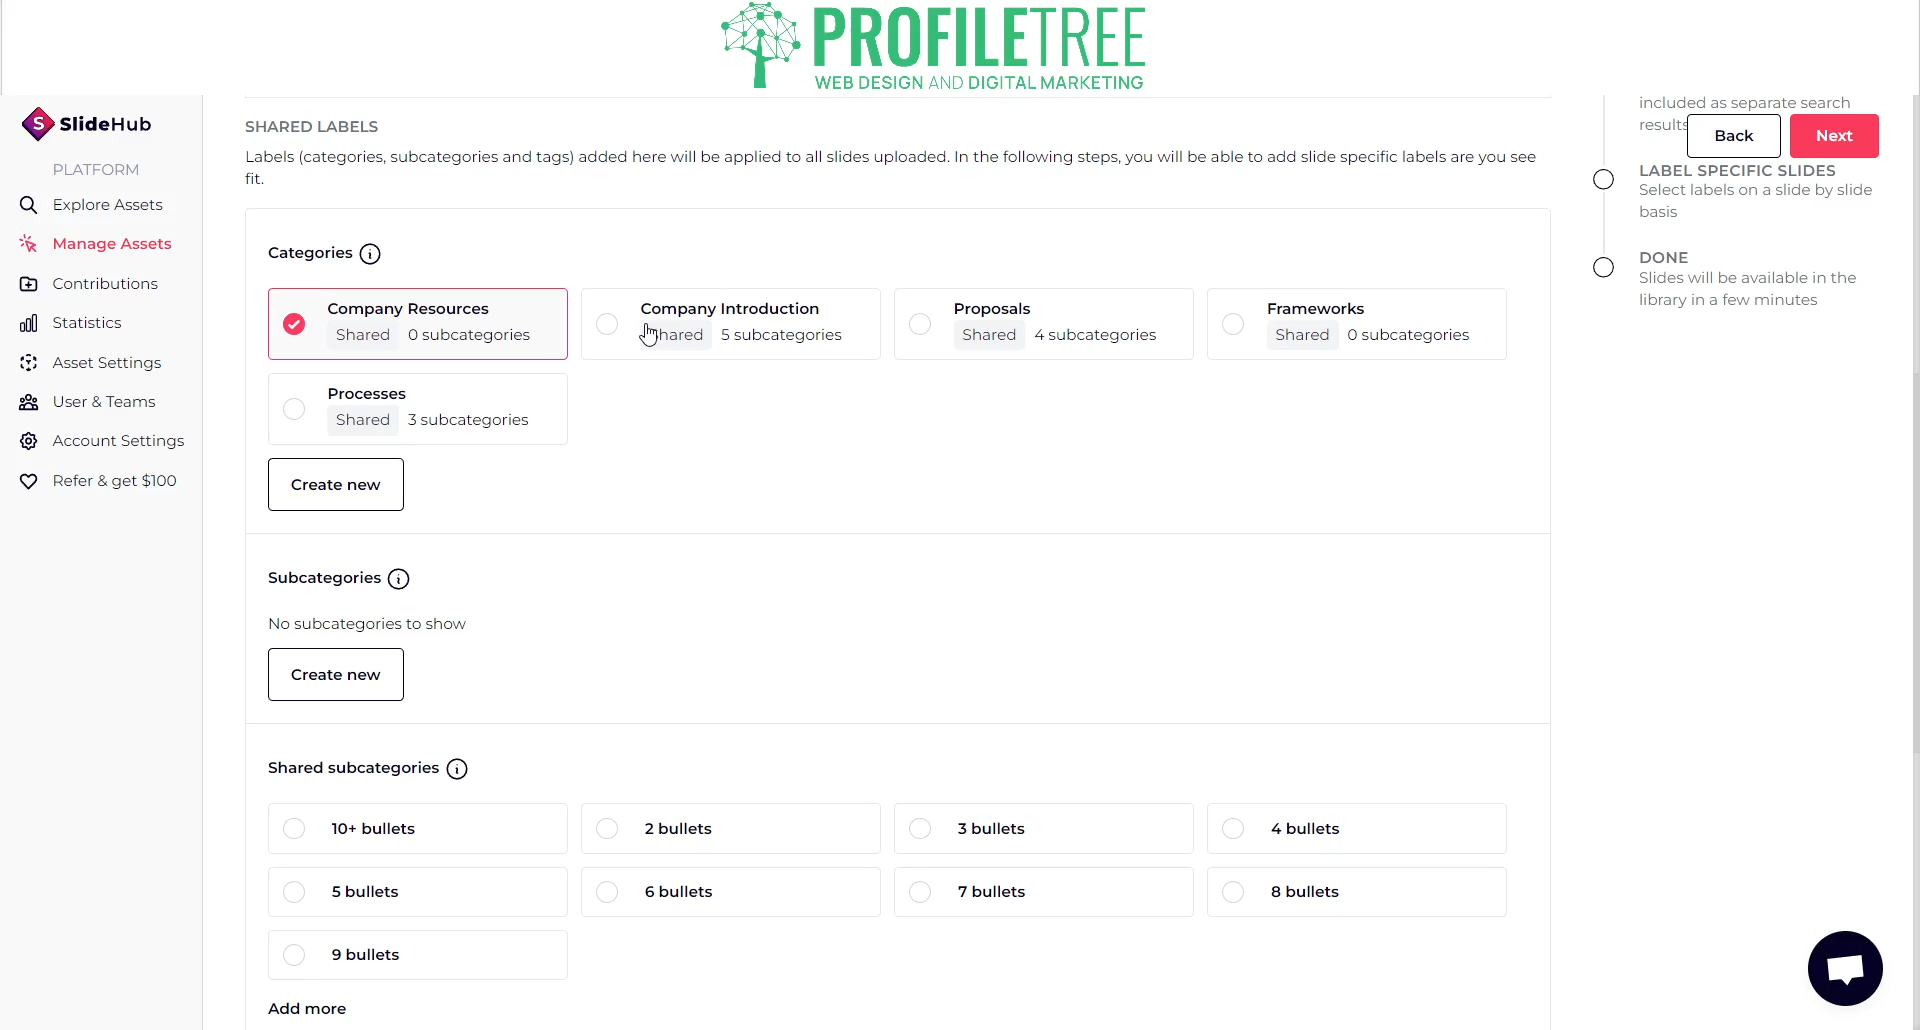 PROFILETREE
WEB DESIGN AND DIGITAL MARKETING
SlideHub
PLATFORM
Explore Assets
Manage Assets
Contributions
Statistics
Asset Settings
User & Teams
Account Settings
Refer & get $100
SHARED LABELS
Labels (categories, subcategories and tags) added here will be applied to all slides uploaded. In the following steps, you will be able to add slide specific labels are you see
fit.
Categories
Company Resources
Shared 0 subcategories
Company Introduction
Shared 5 subcategories
Proposals
Shared 4 subcategories
Frameworks
Shared 0 subcategories
Processes
Shared 3 subcategories
Create new
Subcategories
No subcategories to show
Create new
Shared subcategories
10+ bullets
2 bullets
3 bullets
4 bullets
5 bullets
6 bullets
7 bullets
8 bullets
9 bullets
Add more
included as separate search
results
Back
Next
LABEL SPECIFIC SLIDES
Select labels on a slide by slide
basis
DONE
Slides will be available in the
library in a few minutes